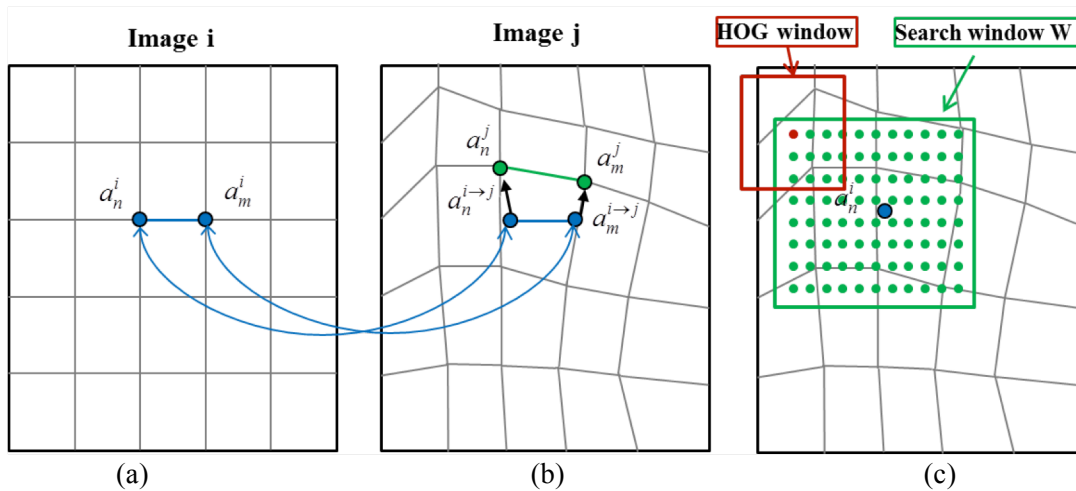 Image i
Image j
HOG window
Search window W
a_n^i
a_m^i
a_n^j
a_m^j
a_n^{i→j}
a_m^{i→j}
a_n^i
(a)
(b)
(c)